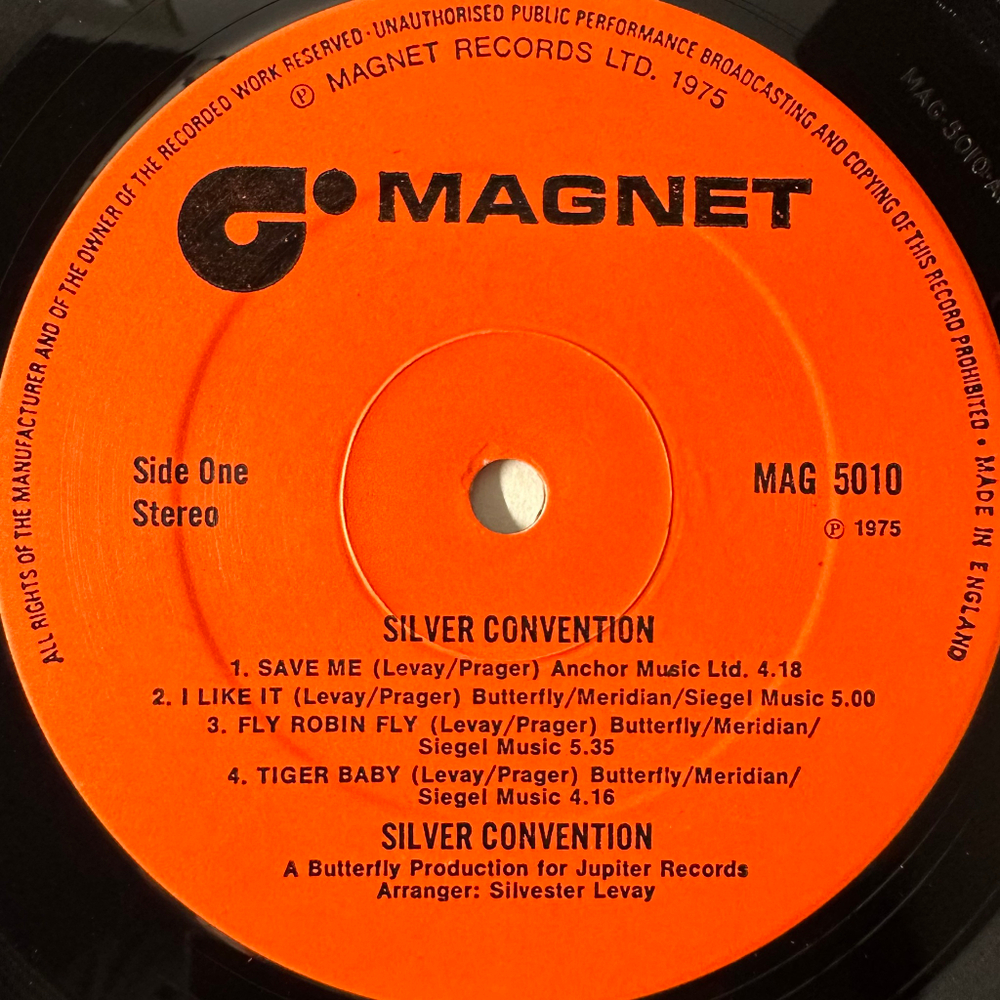 ALL RIGHTS OF THE MANUFACTURER AND OF THE OWNER OF THE RECORDED WORK RESERVED · UNAUTHORISED PUBLIC PERFORMANCE BROADCASTING AND COPYING OF THIS RECORD PROHIBITED • MADE IN ENGLAND
℗ MAGNET RECORDS LTD. 1975
MAGNET
Side One
Stereo
MAG 5010
℗ 1975
SILVER CONVENTION
1. SAVE ME (Levay/Prager) Anchor Music Ltd. 4.18
2. I LIKE IT (Levay/Prager) Butterfly/Meridian/Siegel Music 5.00
3. FLY ROBIN FLY (Levay/Prager) Butterfly/Meridian/
Siegel Music 5.35
4. TIGER BABY (Levay/Prager) Butterfly/Meridian/
Siegel Music 4.16
SILVER CONVENTION
A Butterfly Production for Jupiter Records
Arranger: Silvester Levay